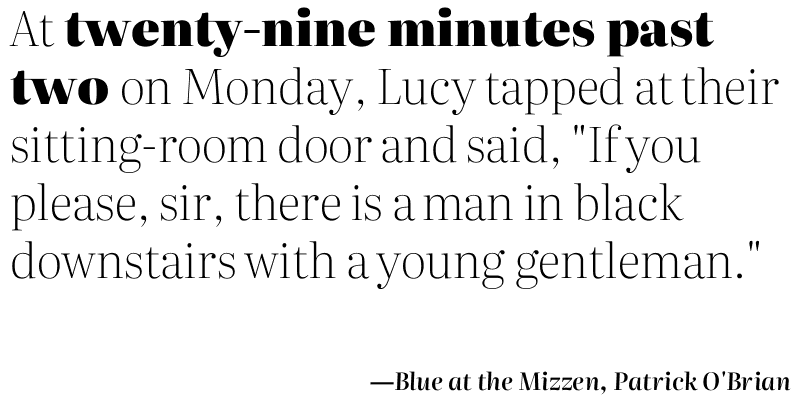 At twenty-nine minutes past
two on Monday, Lucy tapped at their
sitting-room door and said, "If you
please, sir, there is a man in black
downstairs with a young gentleman."
—Blue at the Mizzen, Patrick O'Brian